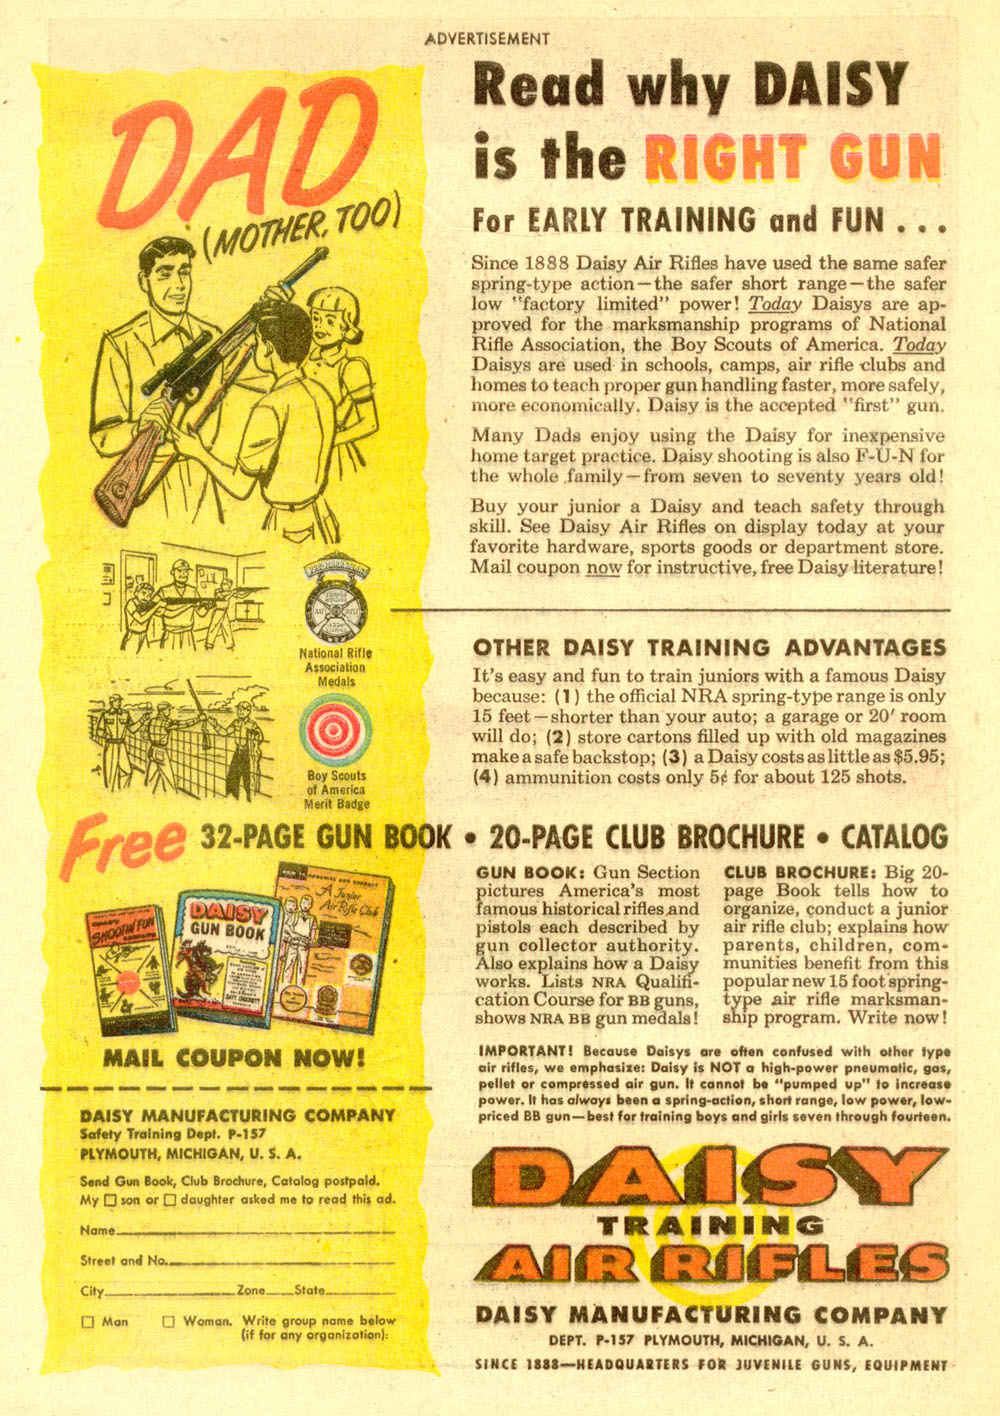 ADVERTISEMENT
DAD
(MOTHER, TOO)
National Rifle
Association
Medals
Boy Scouts
of America
Merit Badge
Read why DAISY
is the RIGHT GUN
For EARLY TRAINING and FUN . . .
Since 1888 Daisy Air Rifles have used the same safer
spring-type action—the safer short range—the safer
low "factory limited" power! Today Daisys are ap-
proved for the marksmanship programs of National
Rifle Association, the Boy Scouts of America. Today
Daisys are used in schools, camps, air rifle clubs and
homes to teach proper gun handling faster, more safely,
more economically. Daisy is the accepted "first" gun.
Many Dads enjoy using the Daisy for inexpensive
home target practice. Daisy shooting is also F-U-N for
the whole family—from seven to seventy years old!
Buy your junior a Daisy and teach safety through
skill. See Daisy Air Rifles on display today at your
favorite hardware, sports goods or department store.
Mail coupon now for instructive, free Daisy literature!
OTHER DAISY TRAINING ADVANTAGES
It's easy and fun to train juniors with a famous Daisy
because: (1) the official NRA spring-type range is only
15 feet—shorter than your auto; a garage or 20' room
will do; (2) store cartons filled up with old magazines
make a safe backstop; (3) a Daisy costs as little as $5.95;
(4) ammunition costs only 5¢ for about 125 shots.
Free 32-PAGE GUN BOOK • 20-PAGE CLUB BROCHURE • CATALOG
SHOOTIN' FUN
DAISY
GUN BOOK
A Junior
Air Rifle Club
MAIL COUPON NOW!
GUN BOOK: Gun Section
pictures America's most
famous historical rifles and
pistols each described by
gun collector authority.
Also explains how a Daisy
works. Lists NRA Qualifi-
cation Course for BB guns,
shows NRA BB gun medals!
CLUB BROCHURE: Big 20-
page Book tells how to
organize, conduct a junior
air rifle club; explains how
parents, children, com-
munities benefit from this
popular new 15 foot spring-
type air rifle marksman-
ship program. Write now!
IMPORTANT! Because Daisys are often confused with other type
air rifles, we emphasize: Daisy is NOT a high-power pneumatic, gas,
pellet or compressed air gun. It cannot be "pumped up" to increase
power. It has always been a spring-action, short range, low power, low-
priced BB gun—best for training boys and girls seven through fourteen.
DAISY MANUFACTURING COMPANY
Safety Training Dept. P-157
PLYMOUTH, MICHIGAN, U. S. A.
Send Gun Book, Club Brochure, Catalog postpaid.
My ☐ son or ☐ daughter asked me to read this ad.
Name
Street and No.
City Zone State
☐ Man ☐ Woman. Write group name below
(if for any organization):
DAISY
TRAINING
AIR RIFLES
DAISY MANUFACTURING COMPANY
DEPT. P-157 PLYMOUTH, MICHIGAN, U. S. A.
SINCE 1888—HEADQUARTERS FOR JUVENILE GUNS, EQUIPMENT